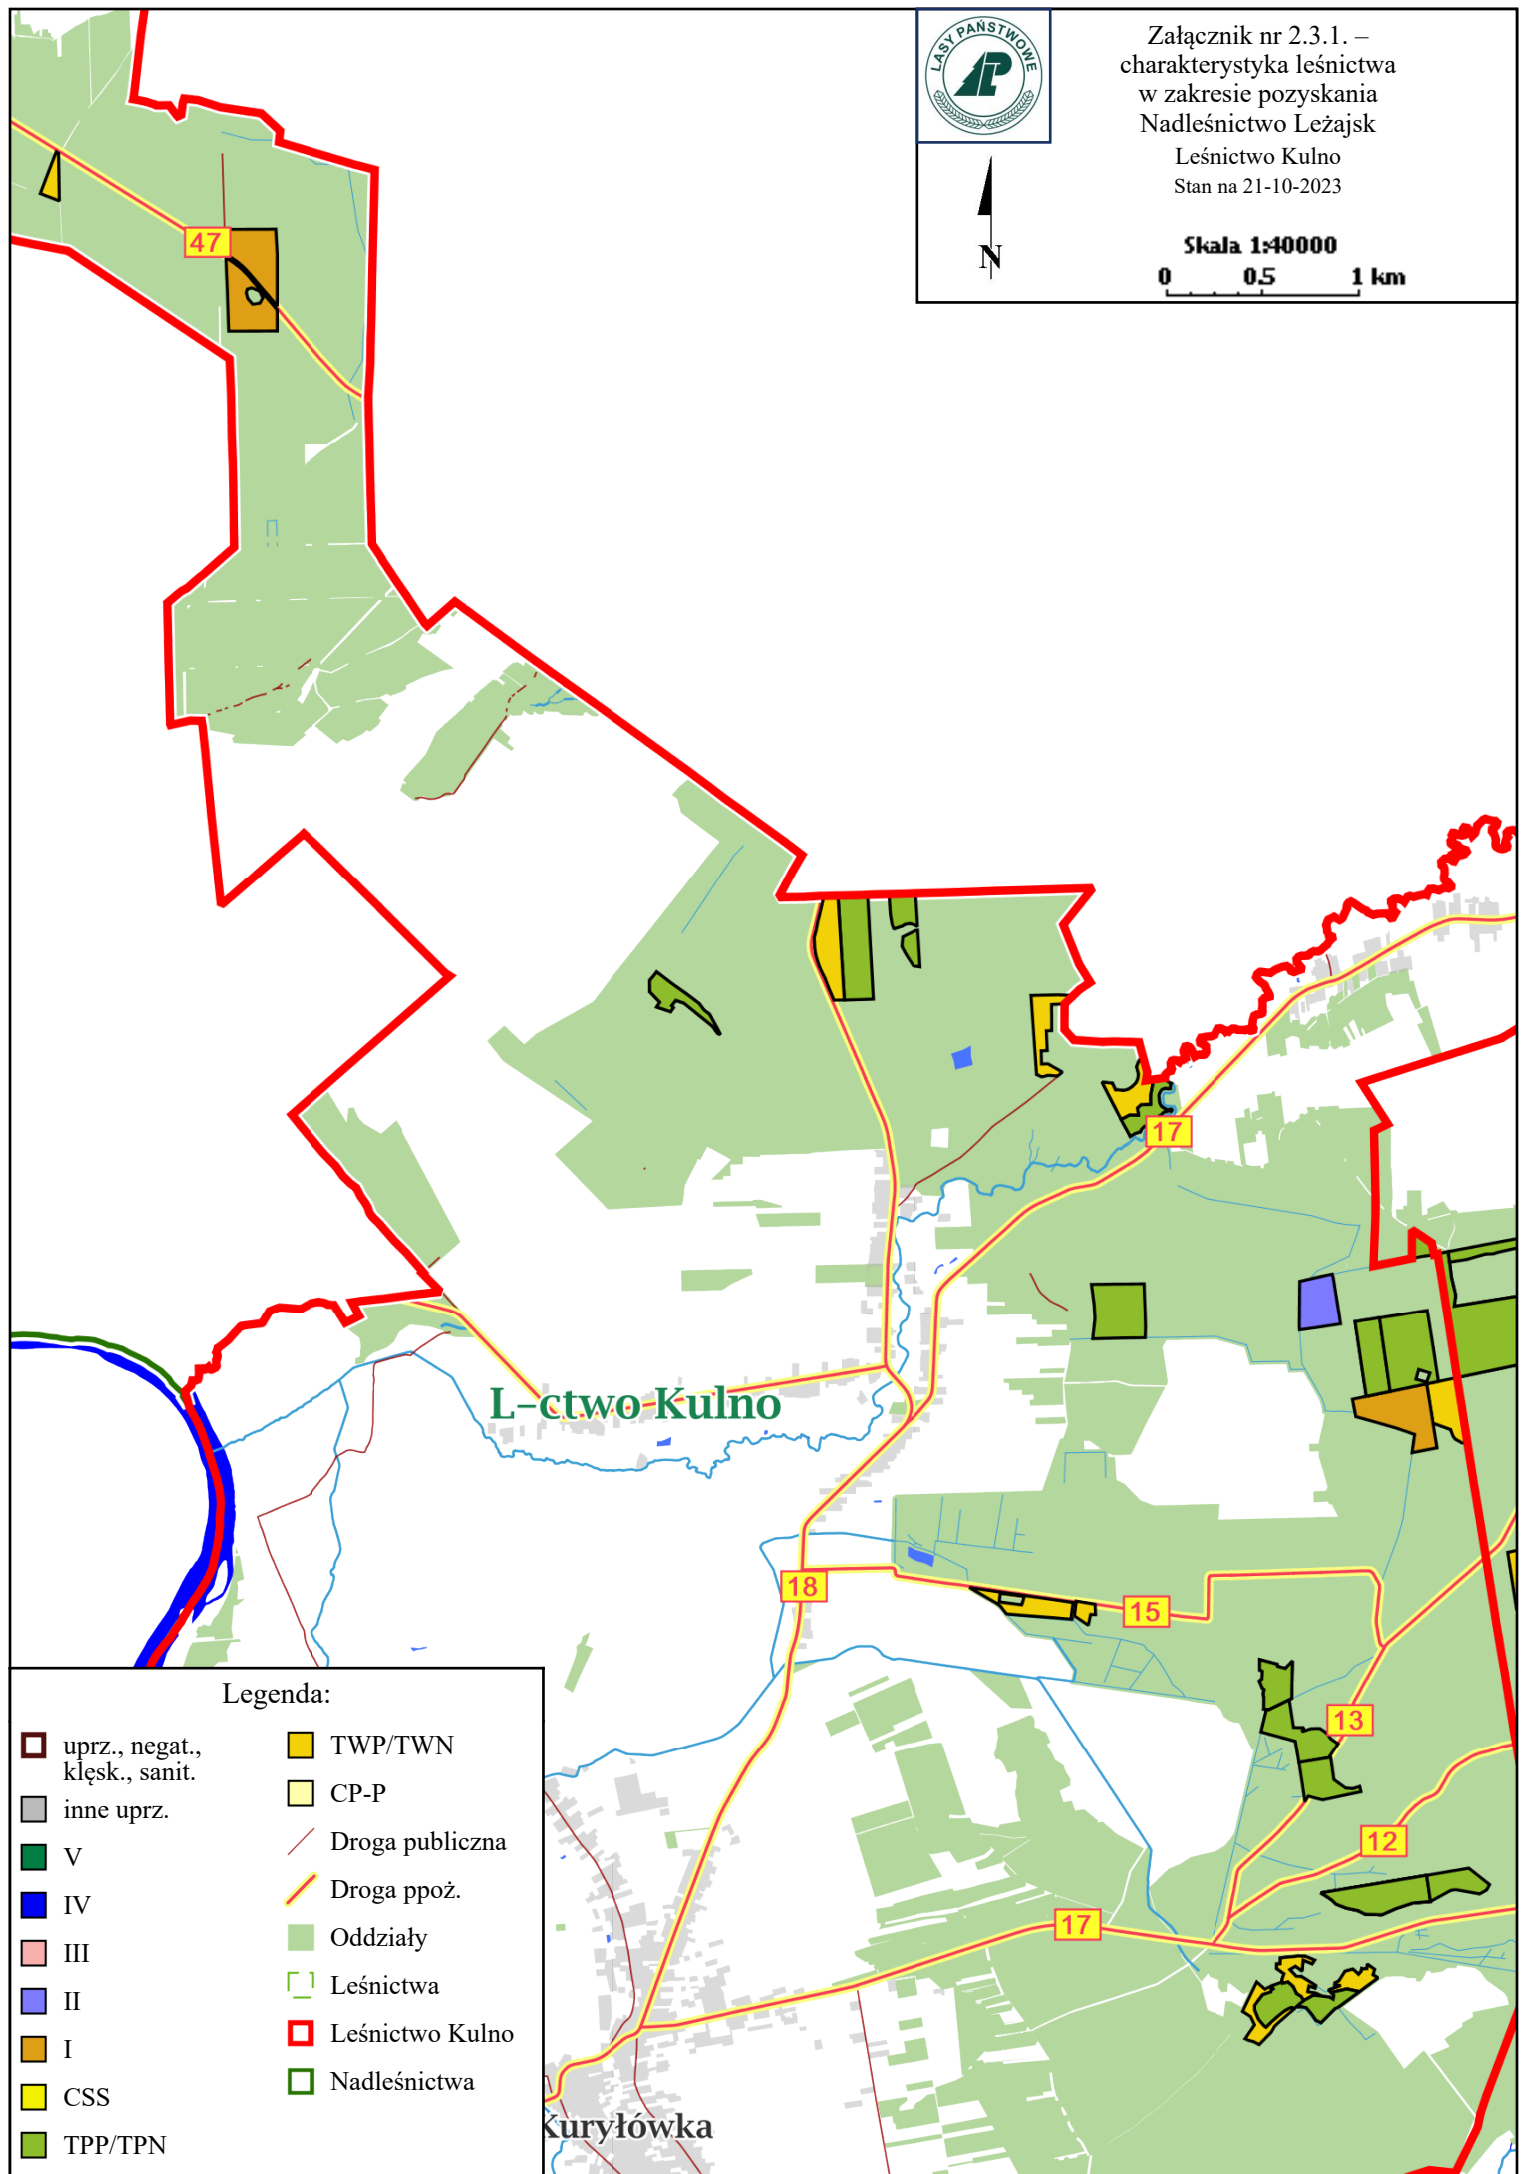 LASY PAŃSTWOWE
LP
Załącznik nr 2.3.1. –
charakterystyka leśnictwa
w zakresie pozyskania
Nadleśnictwo Leżajsk
Leśnictwo Kulno
Stan na 21-10-2023
N
Skala 1:40000
0 0.5 1 km
47
17
L-ctwo Kulno
18
15
13
12
17
Kuryłówka
Legenda:
uprz., negat.,
klęsk., sanit.
inne uprz.
V
IV
III
II
I
CSS
TPP/TPN
TWP/TWN
CP-P
Droga publiczna
Droga ppoż.
Oddziały
Leśnictwa
Leśnictwo Kulno
Nadleśnictwa